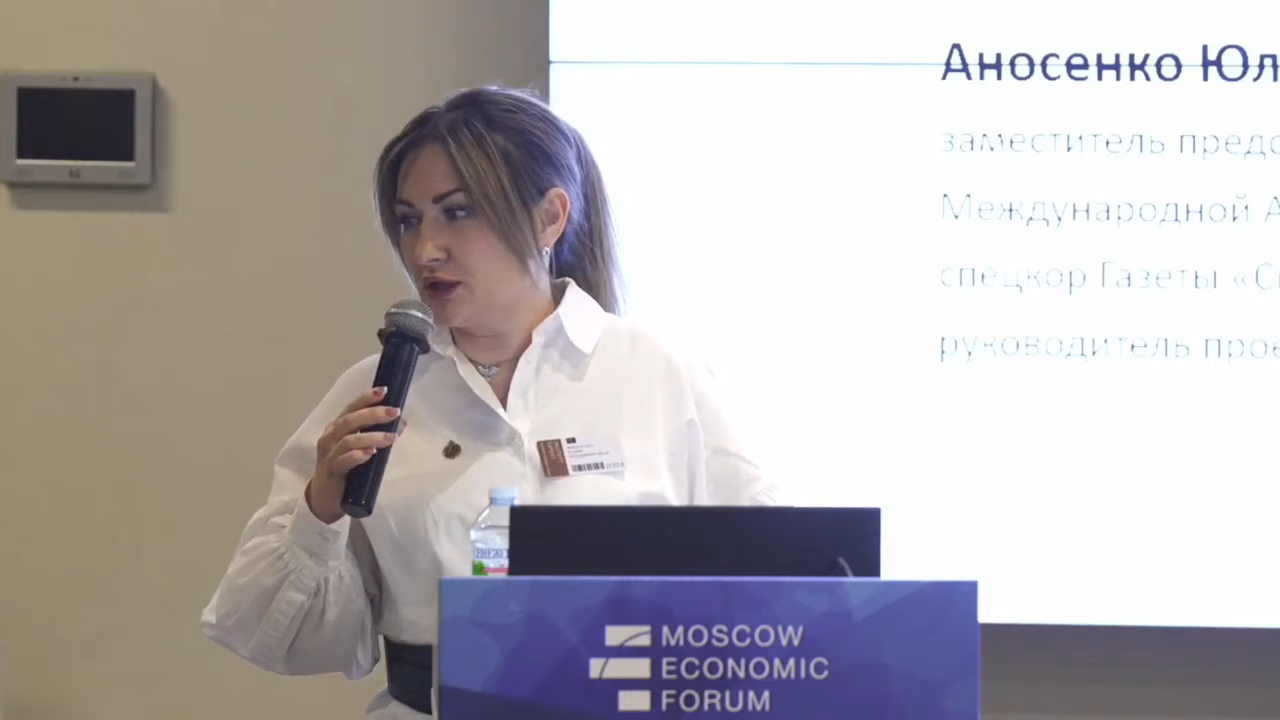 Аносенко Юл
заместитель предс
Международной А
спецкор Газеты «С
руководитель прое
MOSCOW
ECONOMIC
FORUM